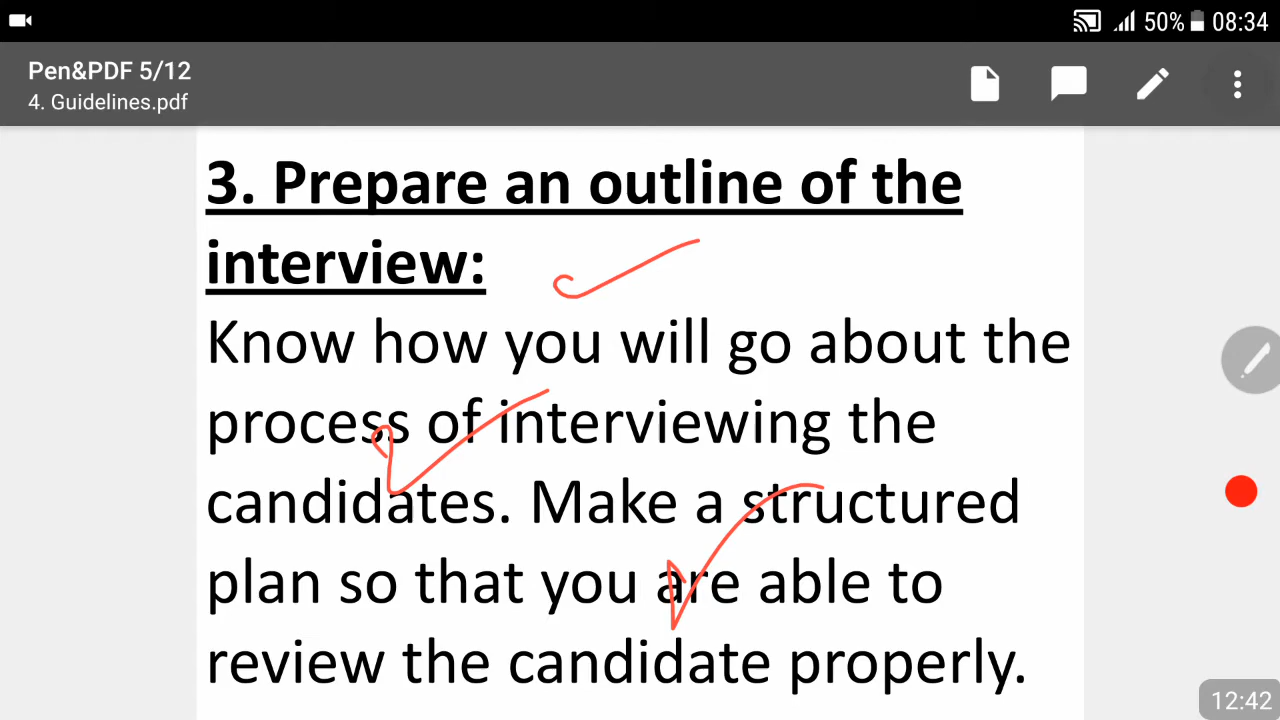 50% 08:34
Pen&PDF 5/12
4. Guidelines.pdf
3. Prepare an outline of the
interview:
Know how you will go about the
process of interviewing the
candidates. Make a structured
plan so that you are able to
review the candidate properly.
12:42